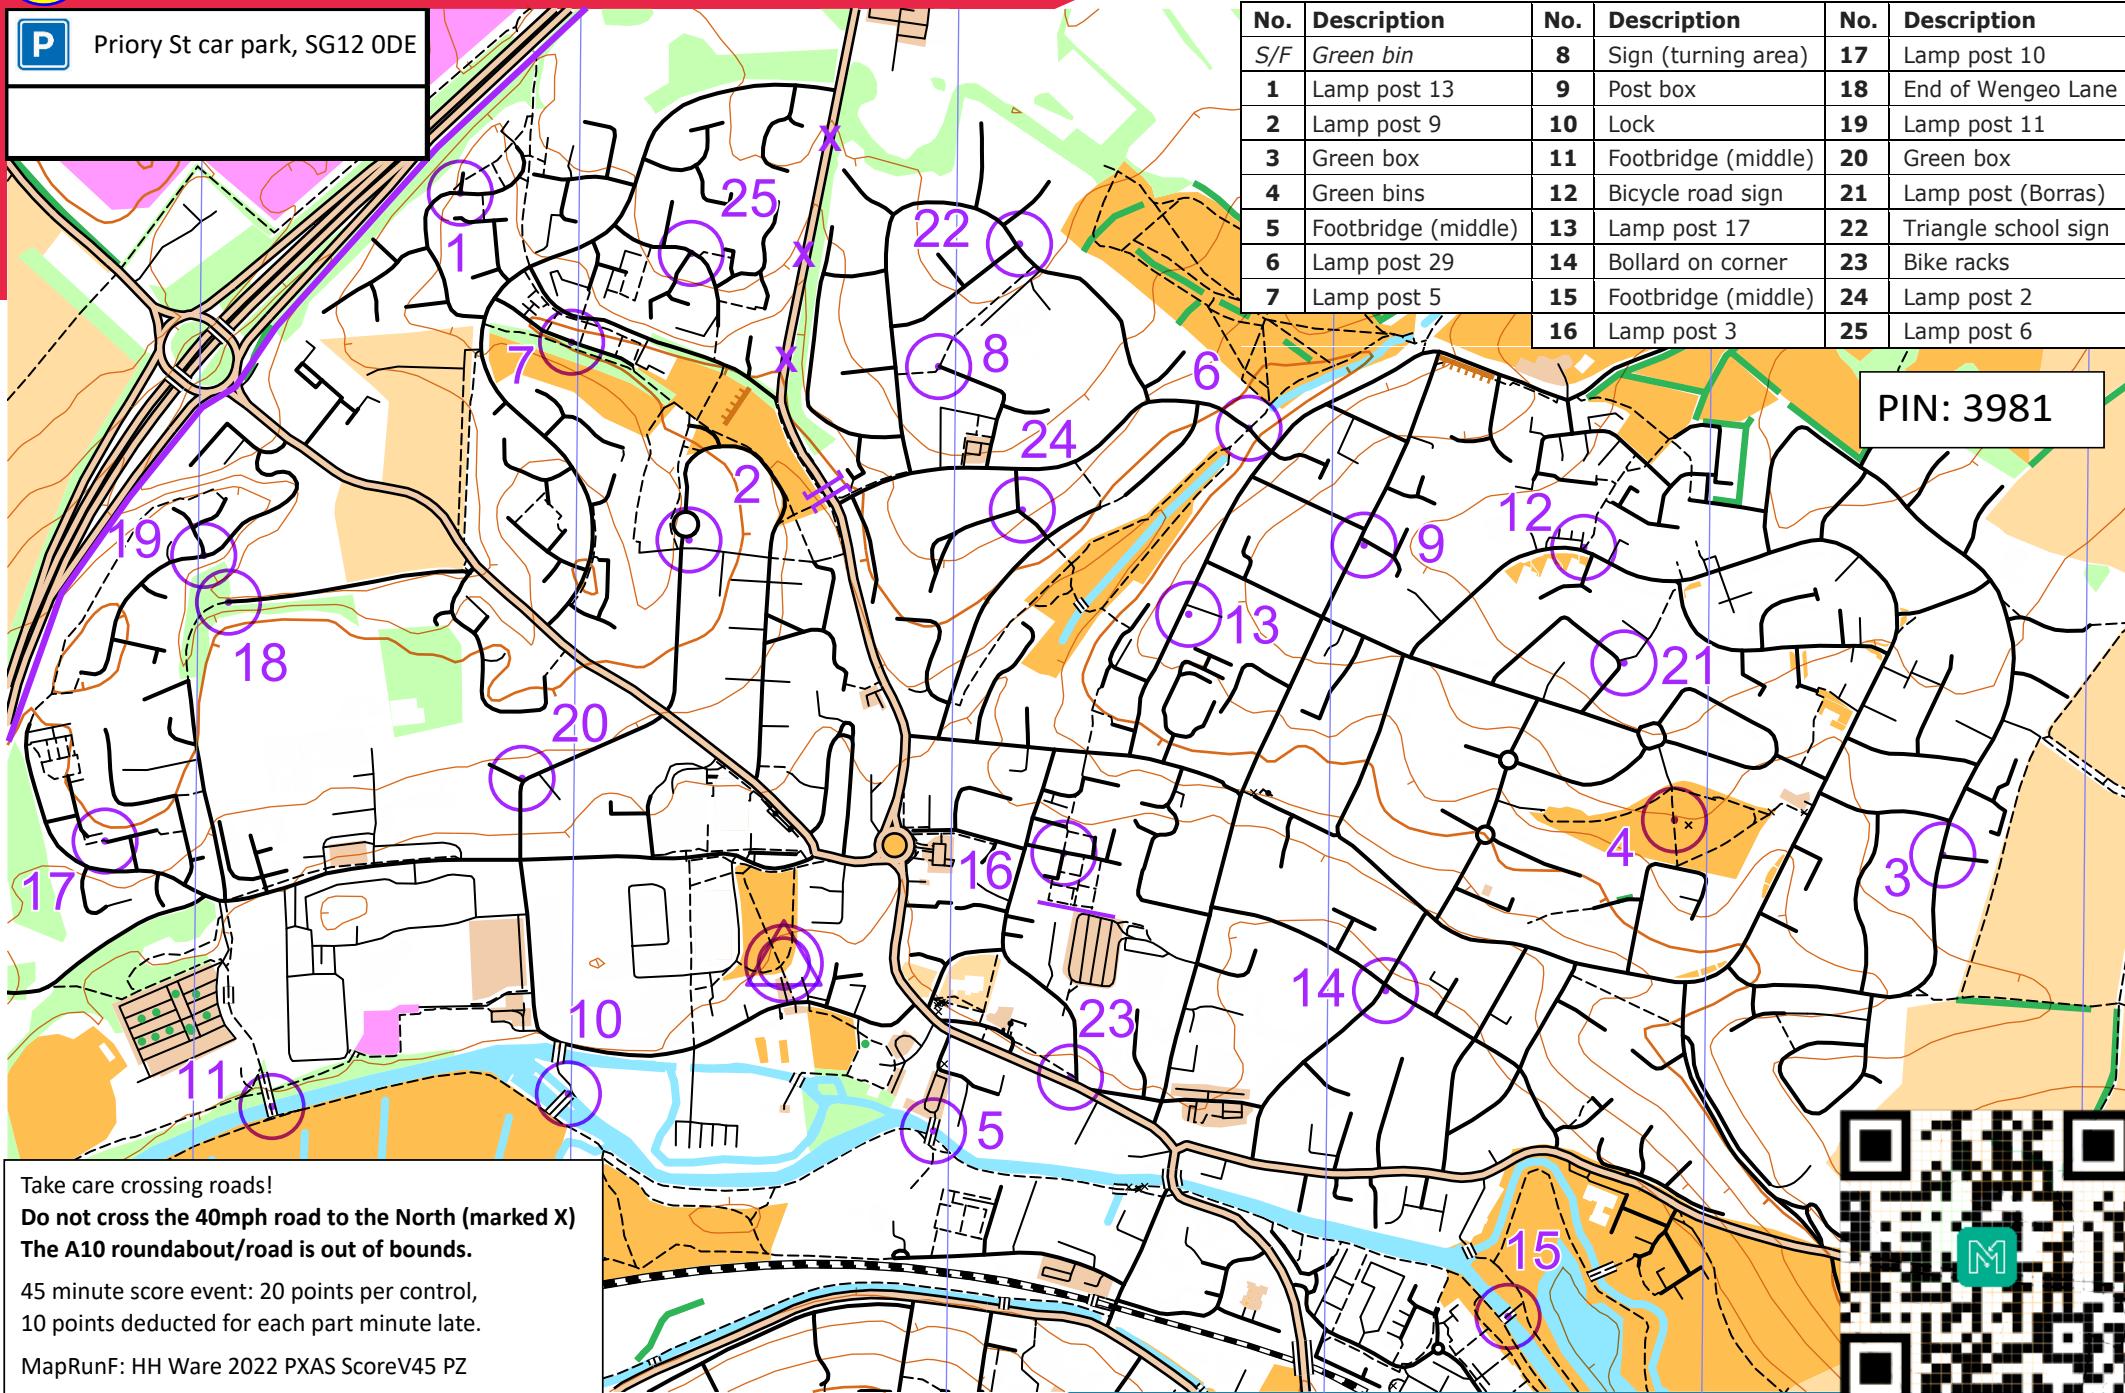 P Priory St car park, SG12 0DE
No. Description No. Description No. Description
S/F Green bin 8 Sign (turning area) 17 Lamp post 10
1 Lamp post 13 9 Post box 18 End of Wengeo Lane
2 Lamp post 9 10 Lock 19 Lamp post 11
3 Green box 11 Footbridge (middle) 20 Green box
4 Green bins 12 Bicycle road sign 21 Lamp post (Borras)
5 Footbridge (middle) 13 Lamp post 17 22 Triangle school sign
6 Lamp post 29 14 Bollard on corner 23 Bike racks
7 Lamp post 5 15 Footbridge (middle) 24 Lamp post 2
16 Lamp post 3 25 Lamp post 6
PIN: 3981
X
25
22
1
X
7
X
8
6
24
2
12
19
9
13
18
21
20
16
4
17
3
14
10
23
11
5
15
Take care crossing roads!
Do not cross the 40mph road to the North (marked X)
The A10 roundabout/road is out of bounds.
45 minute score event: 20 points per control,
10 points deducted for each part minute late.
MapRunF: HH Ware 2022 PXAS ScoreV45 PZ
M